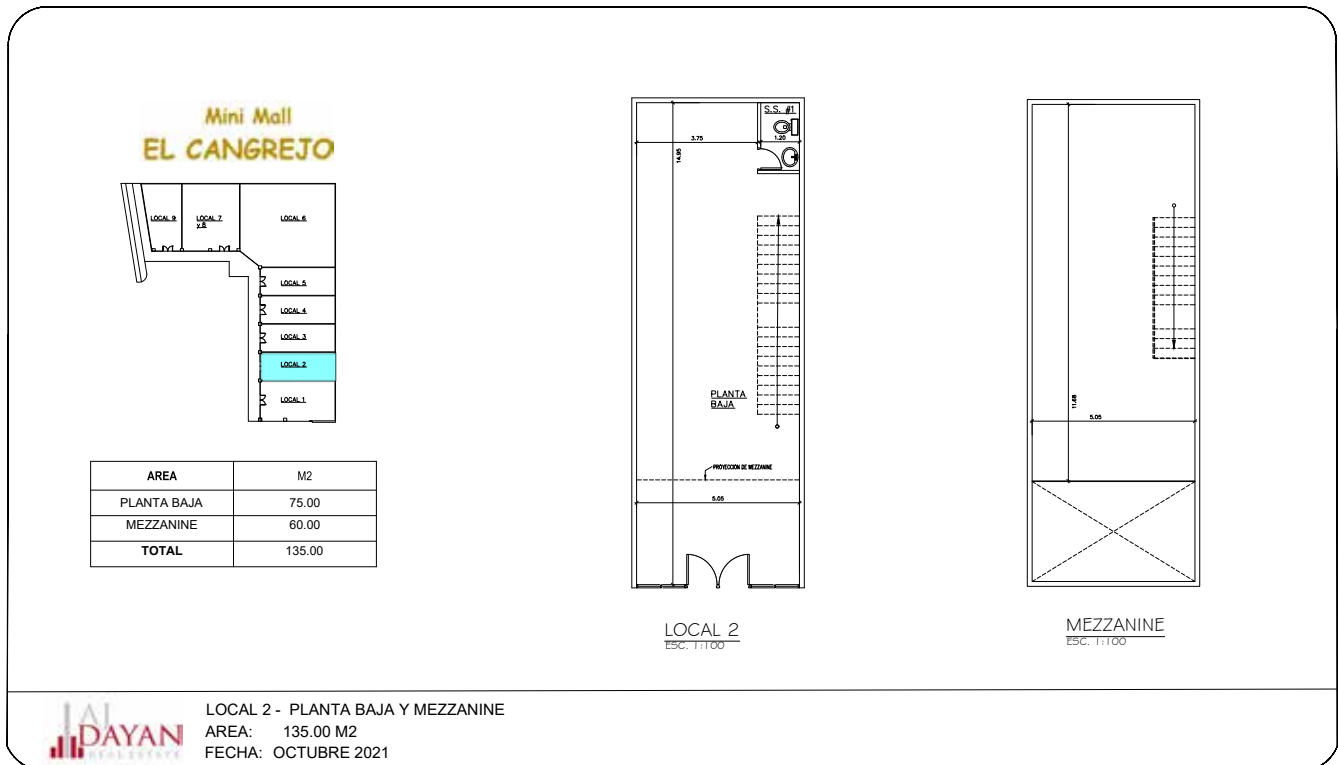 Mini Mall
EL CANGREJO
LOCAL 9
LOCAL 7
y 8
LOCAL 6
LOCAL 5
LOCAL 4
LOCAL 3
LOCAL 2
LOCAL 1
AREA M2
PLANTA BAJA 75.00
MEZZANINE 60.00
TOTAL 135.00
S.S. #1
3.75
1.20
14.95
PLANTA
BAJA
PROYECCION DE MEZZANINE
5.05
LOCAL 2
ESC. 1:100
11.68
5.05
MEZZANINE
ESC. 1:100
DAYAN
REAL ESTATE
LOCAL 2 - PLANTA BAJA Y MEZZANINE
AREA: 135.00 M2
FECHA: OCTUBRE 2021